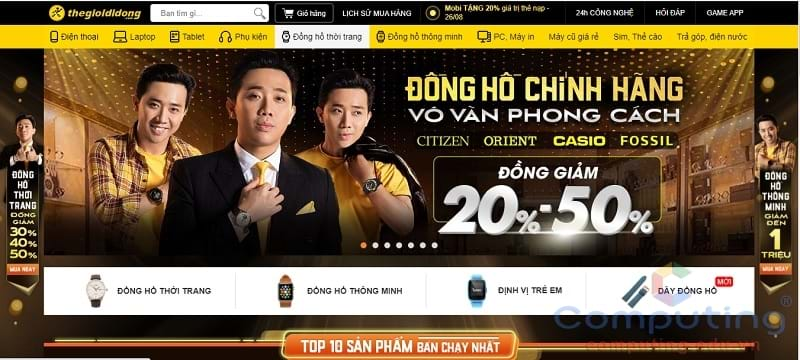 thegioididong
Bạn tìm gì...
Giỏ hàng
LỊCH SỬ MUA HÀNG
Mobi TẶNG 20% giá trị thẻ nạp -
26/08
24h CÔNG NGHỆ
HỎI ĐÁP
GAME APP
Điện thoại
Laptop
Tablet
Phụ kiện
Đồng hồ thời trang
Đồng hồ thông minh
PC, Máy in
Máy cũ giá rẻ
Sim, Thẻ cào
Trả góp, điện nước
ĐỒNG HỒ CHÍNH HÃNG
VÔ VÀN PHONG CÁCH
CITIZEN ORIENT CASIO FOSSIL
ĐỒNG GIẢM
20%-50%
ĐỒNG
HỒ
THỜI
TRANG
ĐỒNG
GIẢM
30%
40%
50%
MUA NGAY
ĐỒNG
HỒ
THÔNG
MINH
GIẢM
ĐẾN
1
TRIỆU
MUA NGAY
ĐỒNG HỒ THỜI TRANG
ĐỒNG HỒ THÔNG MINH
ĐỊNH VỊ TRẺ EM
DÂY ĐỒNG HỒ
MỚI
Computing
®
computing.edu.vn
TOP 10 SẢN PHẨM BÁN CHẠY NHẤT